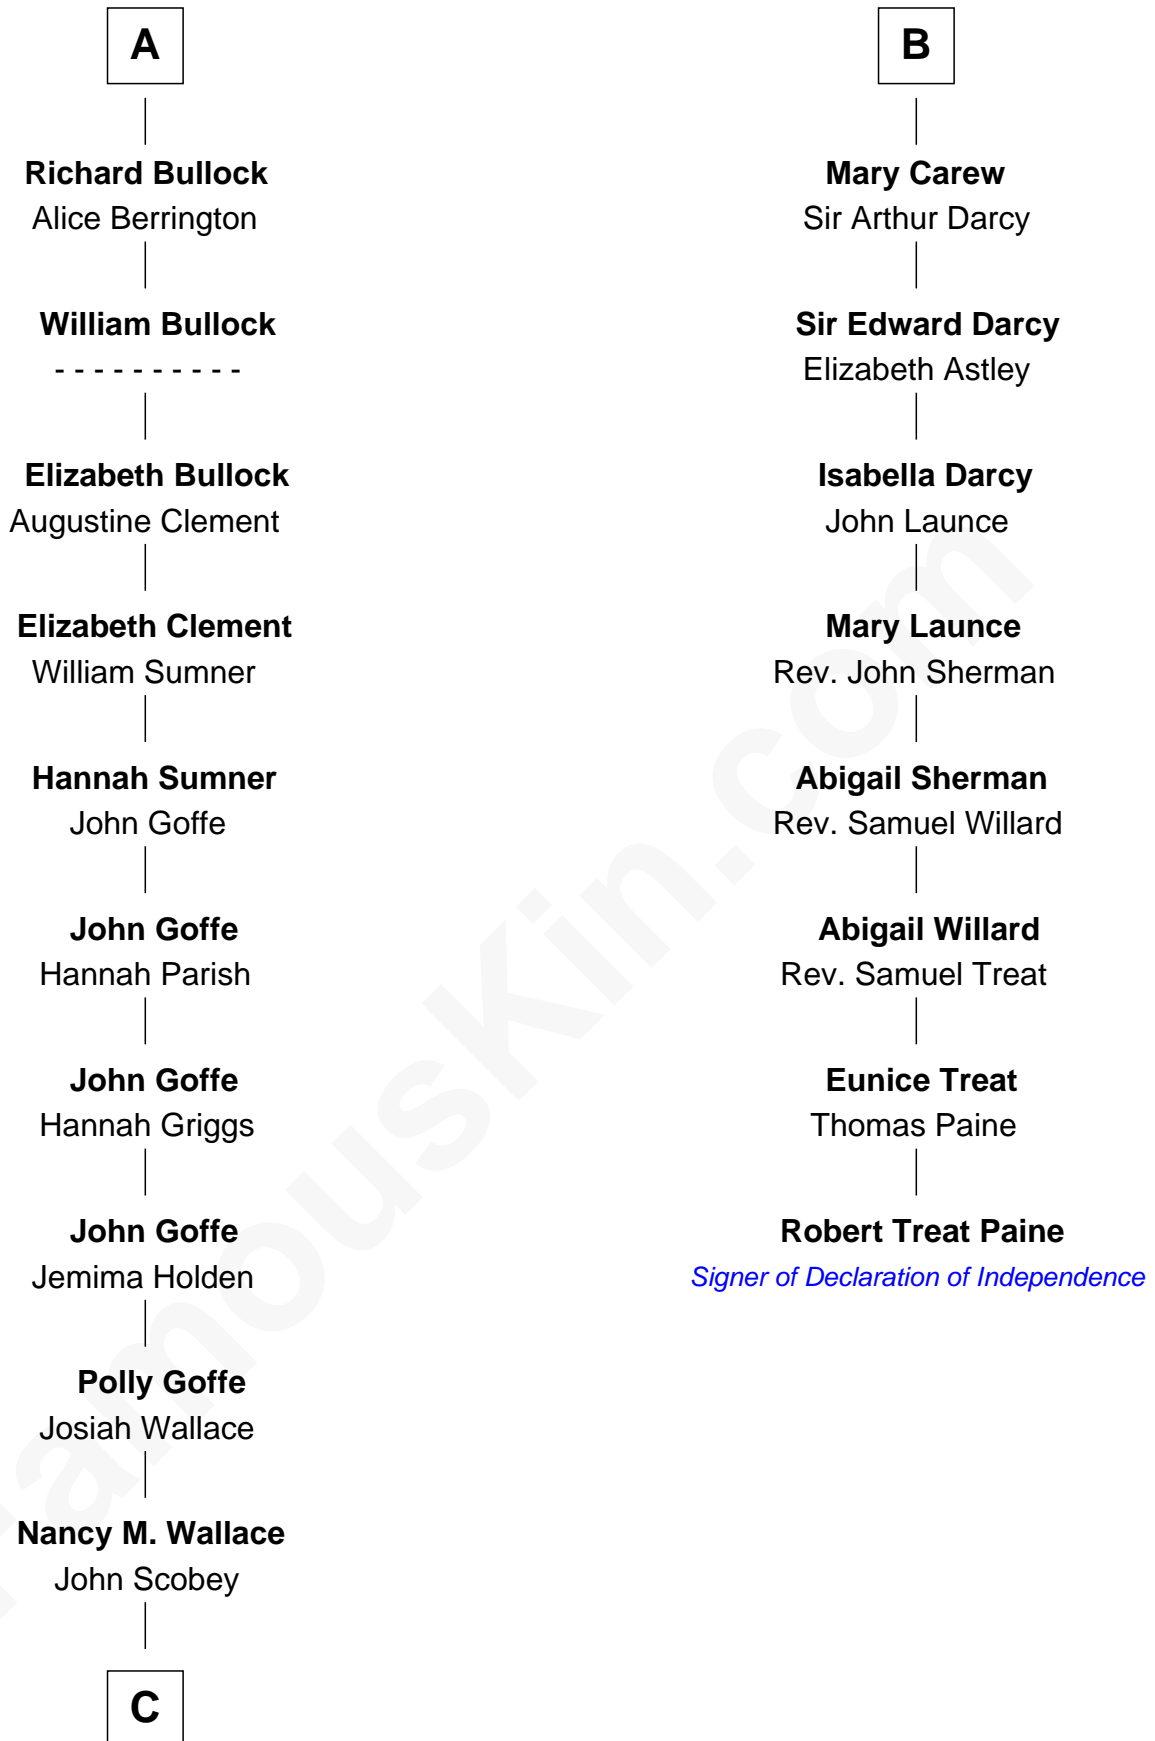 A
Richard Bullock
Alice Berrington
William Bullock
- - - - - - - - - -
Elizabeth Bullock
Augustine Clement
Elizabeth Clement
William Sumner
Hannah Sumner
John Goffe
John Goffe
Hannah Parish
John Goffe
Hannah Griggs
John Goffe
Jemima Holden
Polly Goffe
Josiah Wallace
Nancy M. Wallace
John Scobey
C
B
Mary Carew
Sir Arthur Darcy
Sir Edward Darcy
Elizabeth Astley
Isabella Darcy
John Launce
Mary Launce
Rev. John Sherman
Abigail Sherman
Rev. Samuel Willard
Abigail Willard
Rev. Samuel Treat
Eunice Treat
Thomas Paine
Robert Treat Paine
Signer of Declaration of Independence
FamousKin.com